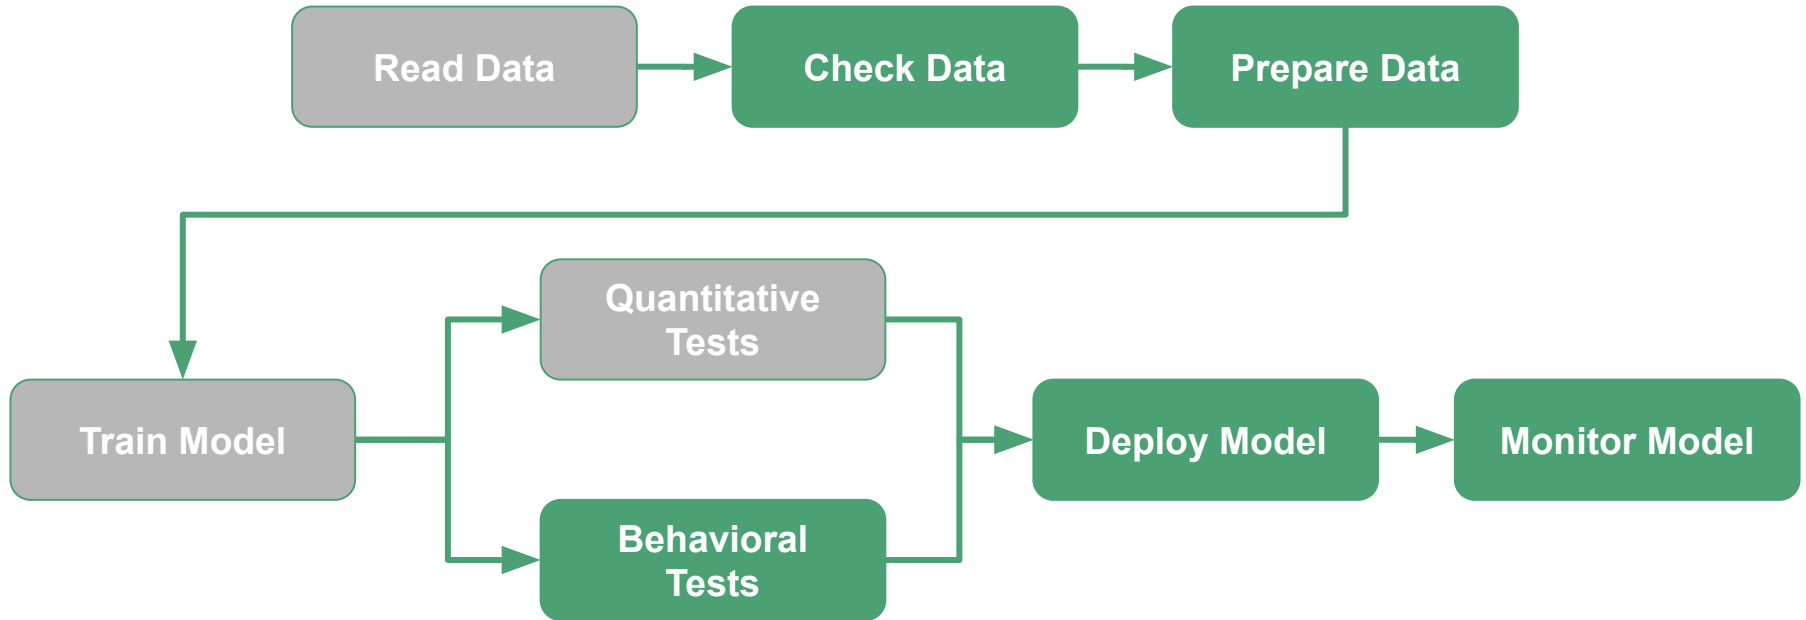 Read Data
Check Data
Prepare Data
Quantitative
Tests
Train Model
Deploy Model
Monitor Model
Behavioral
Tests